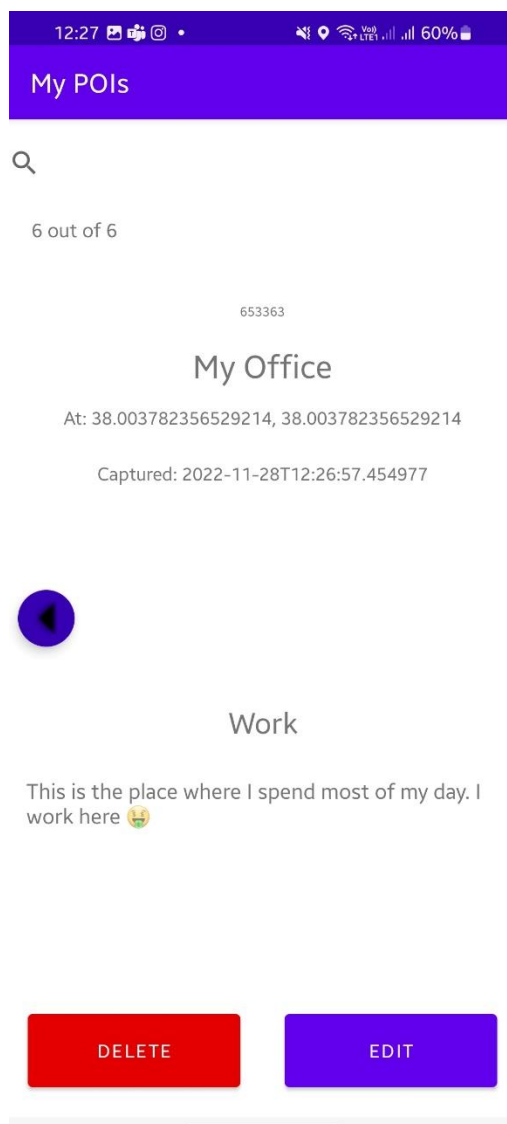 12:27 60%
My POIs
6 out of 6
653363
My Office
At: 38.003782356529214, 38.003782356529214
Captured: 2022-11-28T12:26:57.454977
Work
This is the place where I spend most of my day. I
work here 🤑
DELETE EDIT